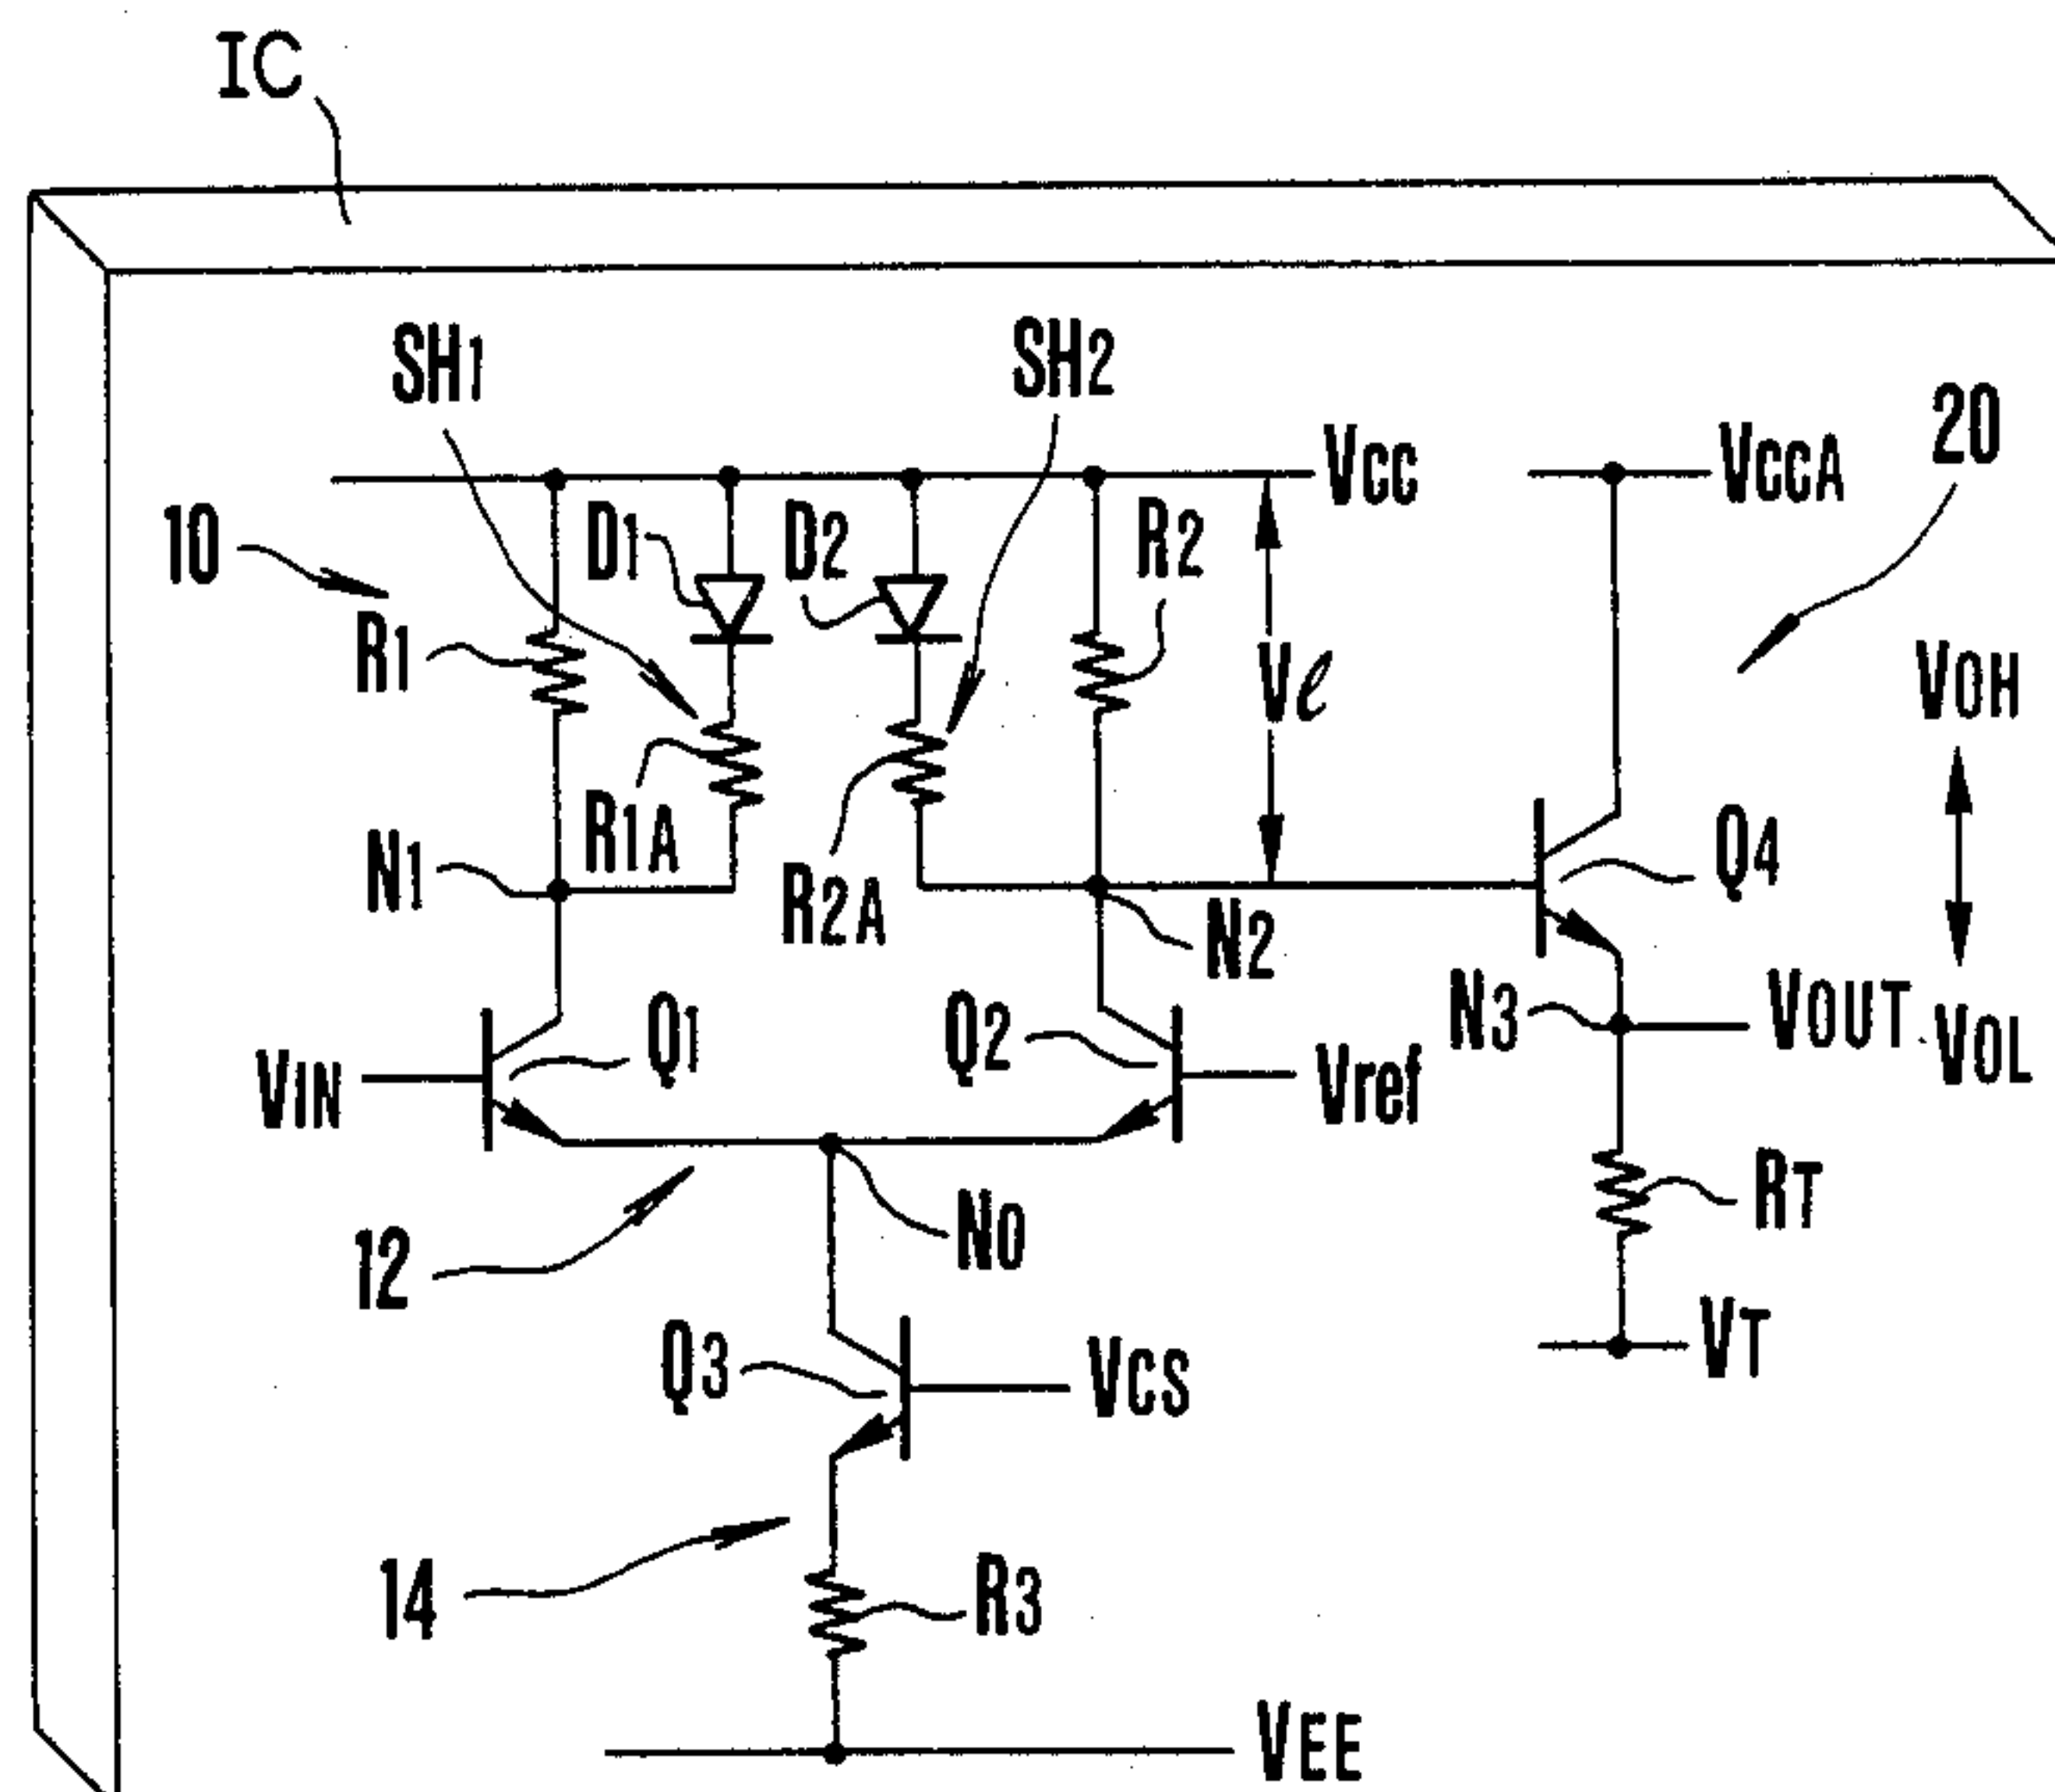 IC
SH1
SH2
VCC
VCCA
20
10
D1
D2
R2
R1
Vℓ
VOH
R1A
N1
R2A
Q4
N2
N3
VOUT
VOL
VIN
Q1
Q2
Vref
12
N0
RT
Q3
VCS
VT
14
R3
VEE